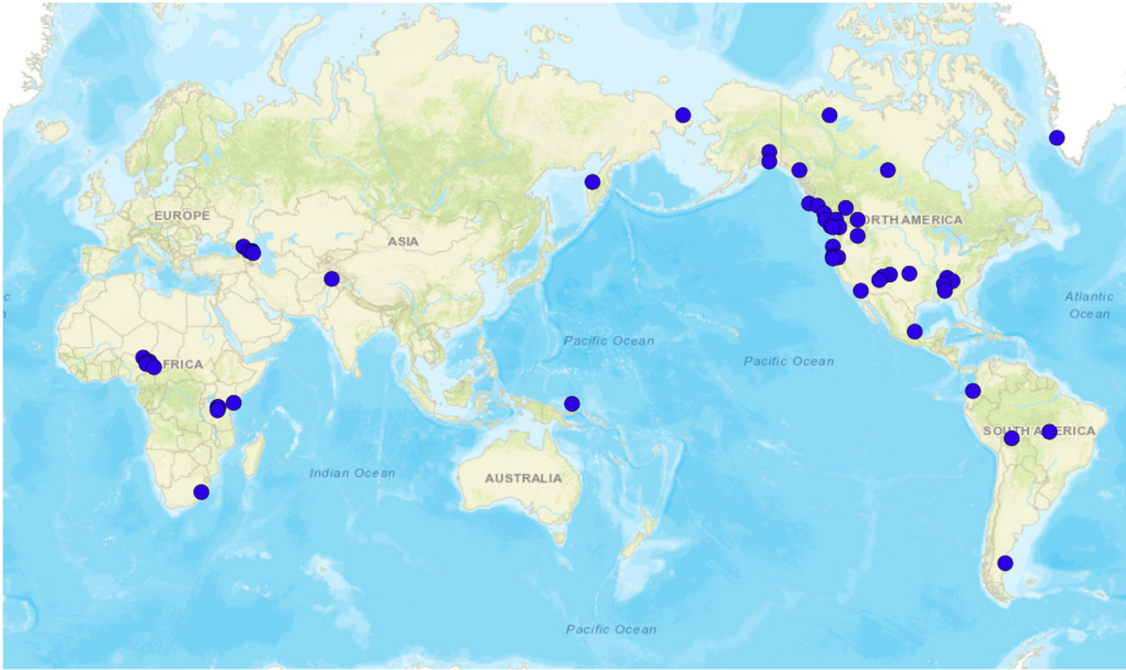 EUROPE
ASIA
NORTH AMERICA
Atlantic
Ocean
Pacific Ocean
Pacific Ocean
AFRICA
SOUTH AMERICA
Indian Ocean
AUSTRALIA
Pacific Ocean